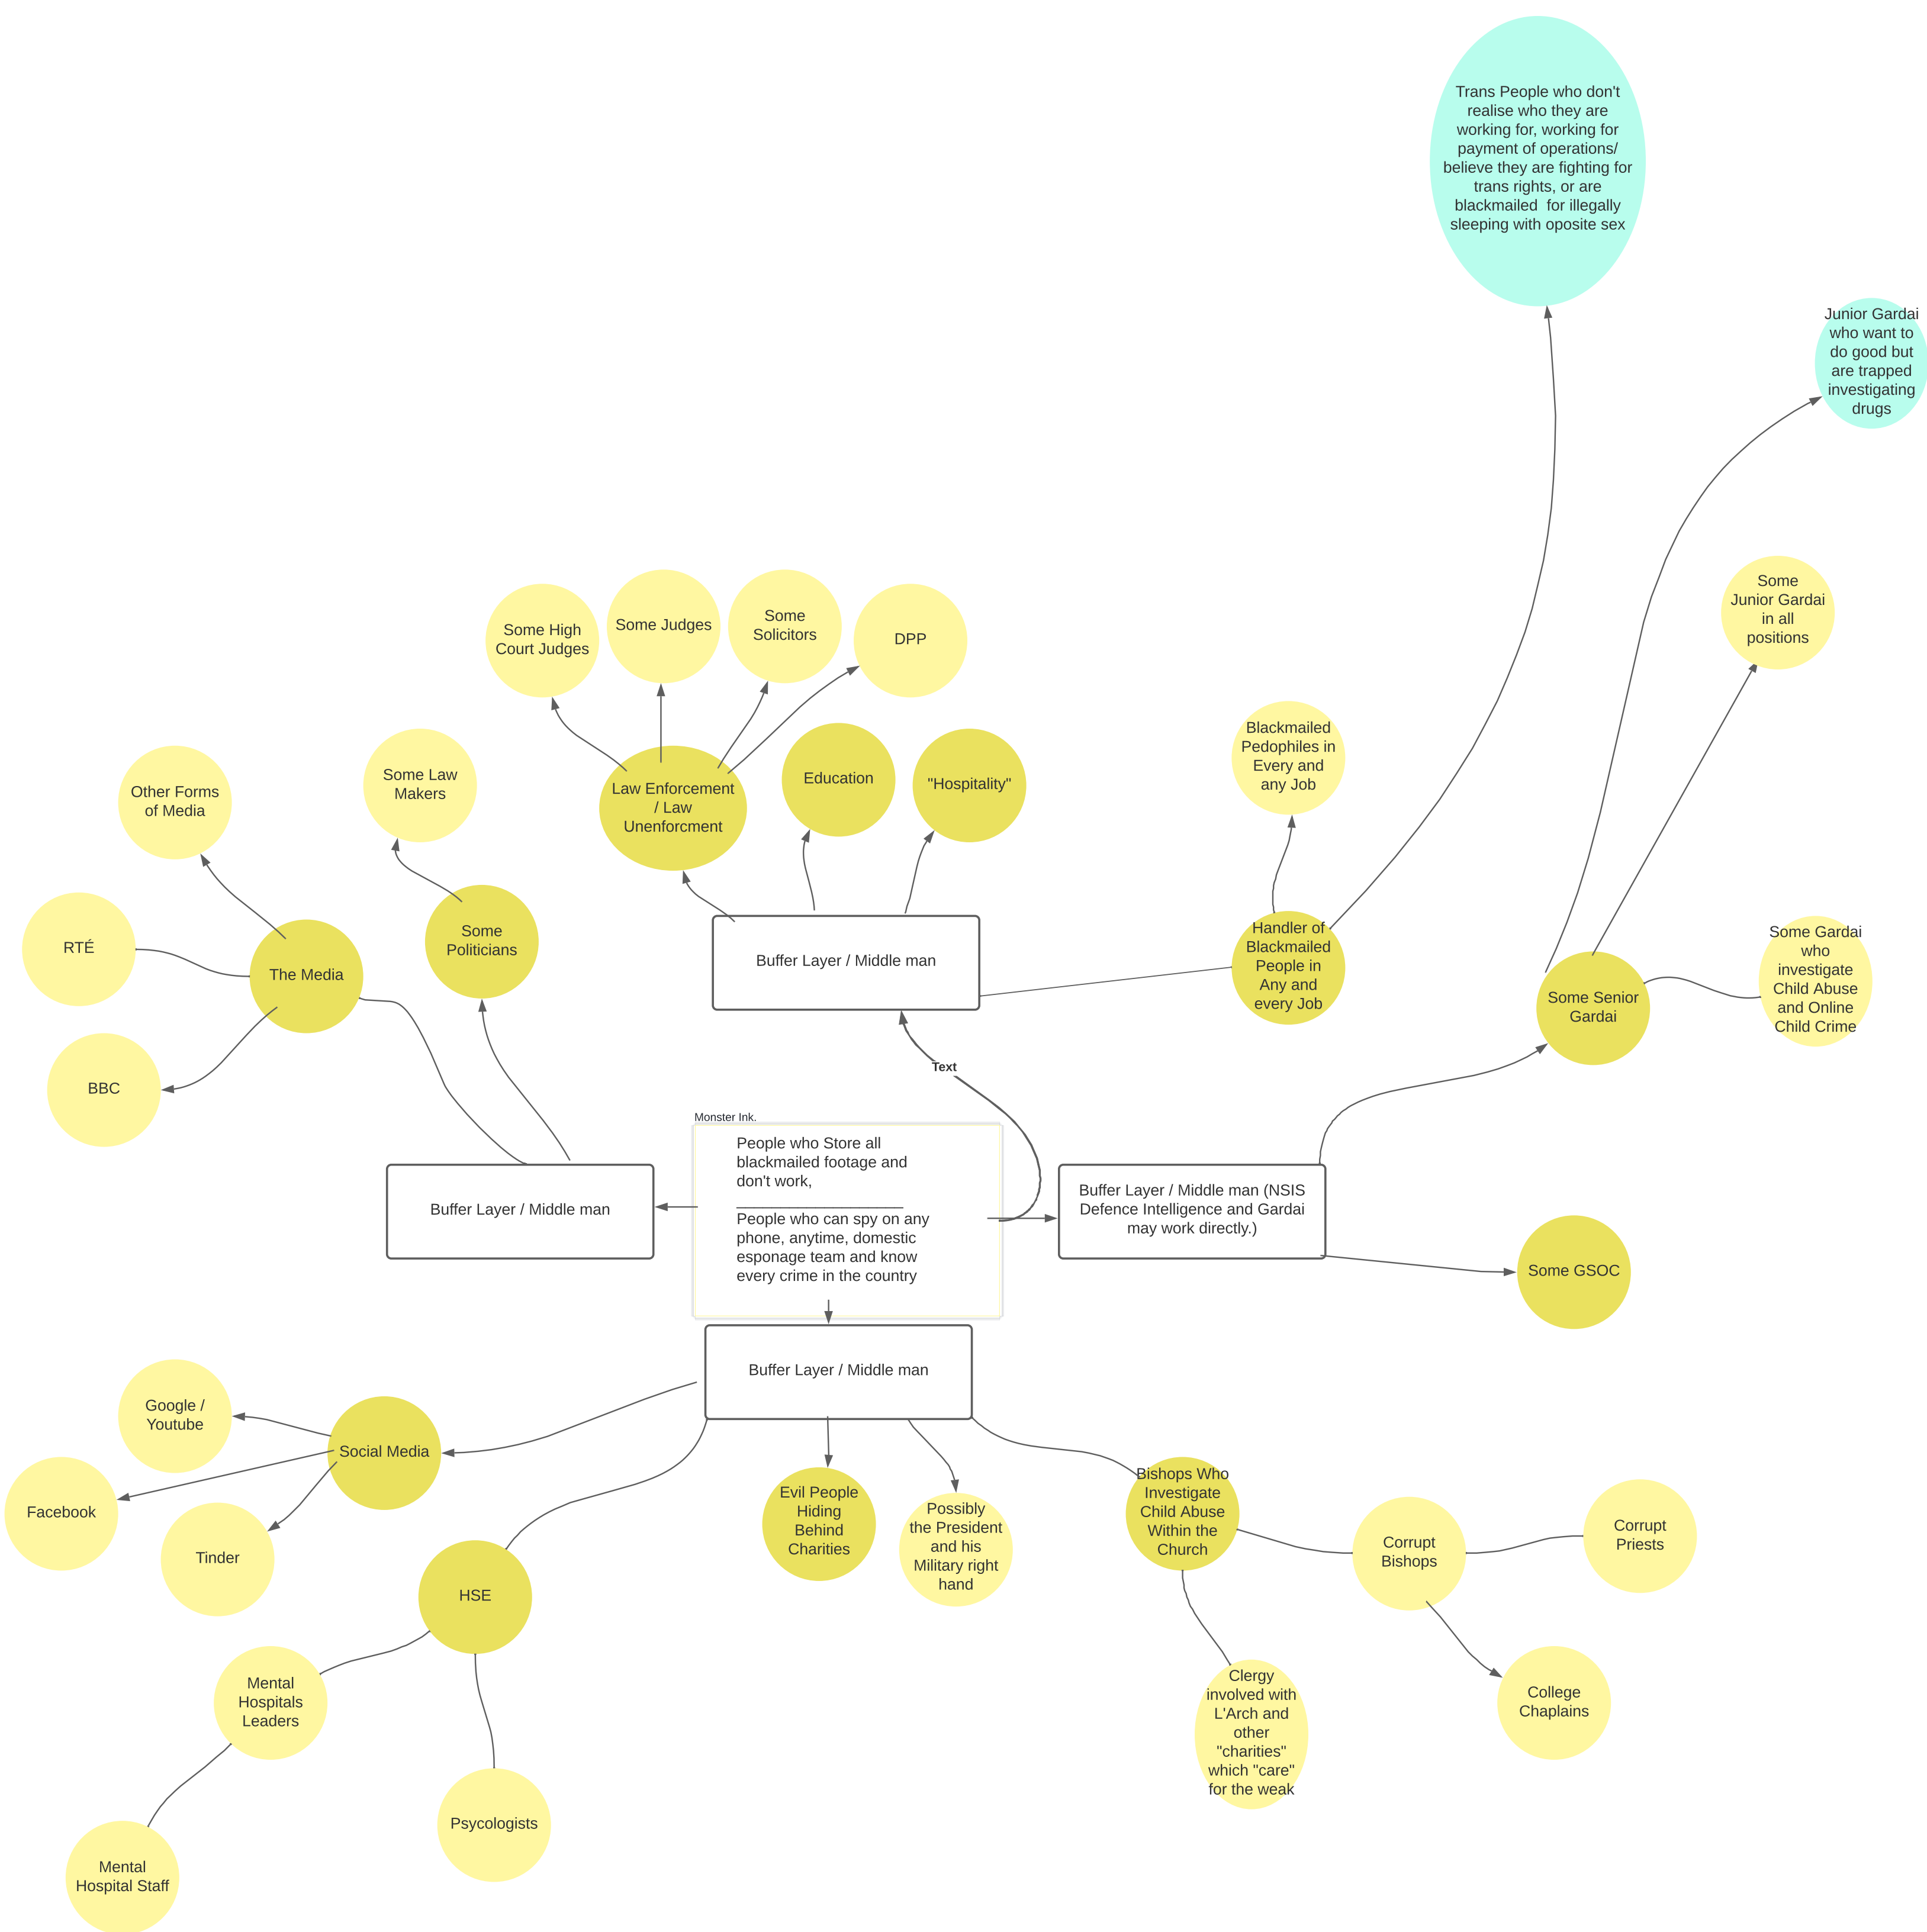 Trans People who don't
realise who they are
working for, working for
payment of operations/
believe they are fighting for
trans rights, or are
blackmailed  for illegally
sleeping with oposite sex
Junior Gardai
who want to
do good but
are trapped
investigating
drugs
Some
Junior Gardai
in all
positions
Some High
Court Judges
Some Judges
Some
Solicitors
DPP
Other Forms
of Media
Some Law
Makers
Law Enforcement
/ Law
Unenforcment
Education
"Hospitality"
Blackmailed
Pedophiles in
Every and
any Job
RTÉ
The Media
Some
Politicians
Buffer Layer / Middle man
Handler of
Blackmailed
People in
Any and
every Job
Some Senior
Gardai
Some Gardai
who
investigate
Child Abuse
and Online
Child Crime
BBC
Text
Monster Ink.
Buffer Layer / Middle man
People who Store all
blackmailed footage and
don't work,
___________________
People who can spy on any
phone, anytime, domestic
esponage team and know
every crime in the country
Buffer Layer / Middle man (NSIS
Defence Intelligence and Gardai
may work directly.)
Some GSOC
Buffer Layer / Middle man
Google /
Youtube
Social Media
Facebook
Tinder
HSE
Evil People
Hiding
Behind
Charities
Possibly
the President
and his
Military right
hand
Bishops Who
Investigate
Child Abuse
Within the
Church
Corrupt
Bishops
Corrupt
Priests
College
Chaplains
Clergy
involved with
L'Arch and
other
"charities"
which "care"
for the weak
Mental
Hospitals
Leaders
Psycologists
Mental
Hospital Staff